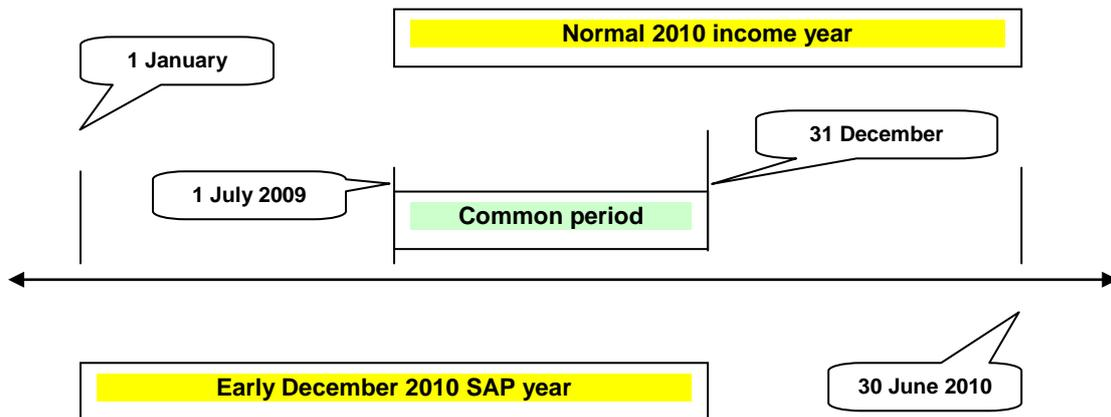 Normal 2010 income year
1 January
31 December
1 July 2009
Common period
Early December 2010 SAP year
30 June 2010